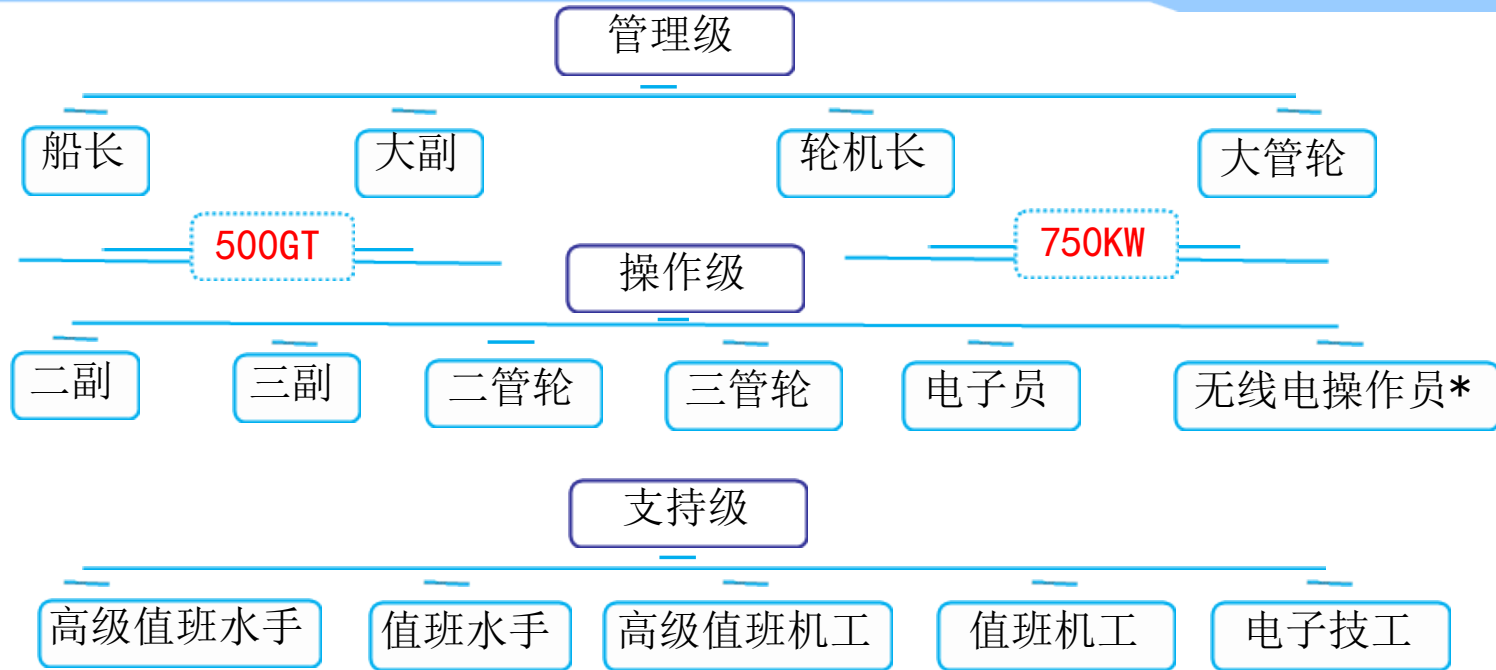 管理级
船长
大副
轮机长
大管轮
500GT
750KW
操作级
二副
三副
二管轮
三管轮
电子员
无线电操作员*
支持级
高级值班水手
值班水手
高级值班机工
值班机工
电子技工